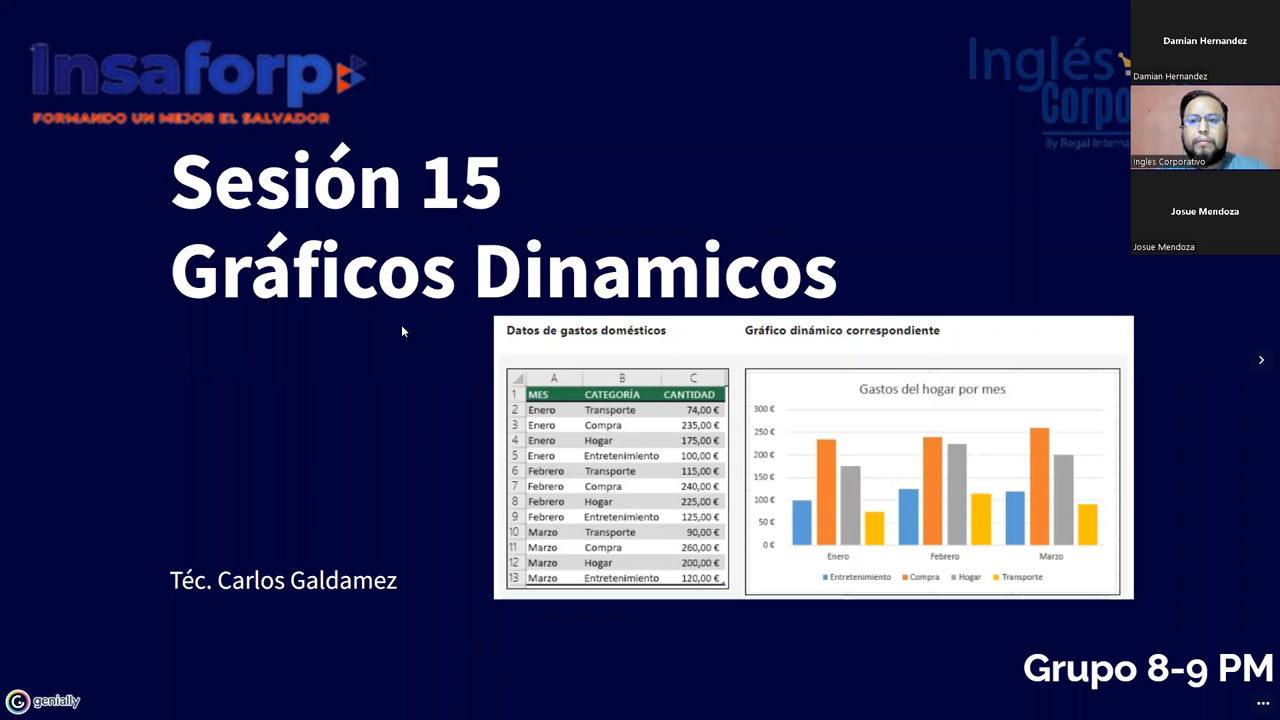 Insaforp
FORMANDO UN MEJOR EL SALVADOR
Inglés
Corpo
By Regal Interna
Damian Hernandez
Damian Hernandez
Ingles Corporativo
Josue Mendoza
Josue Mendoza
Sesión 15
Gráficos Dinamicos
Datos de gastos domésticos
A B C
1 MES CATEGORÍA CANTIDAD
2 Enero Transporte 74,00 €
3 Enero Compra 235,00 €
4 Enero Hogar 175,00 €
5 Enero Entretenimiento 100,00 €
6 Febrero Transporte 115,00 €
7 Febrero Compra 240,00 €
8 Febrero Hogar 225,00 €
9 Febrero Entretenimiento 125,00 €
10 Marzo Transporte 90,00 €
11 Marzo Compra 260,00 €
12 Marzo Hogar 200,00 €
13 Marzo Entretenimiento 120,00 €
Gráfico dinámico correspondiente
Gastos del hogar por mes
300 €
250 €
200 €
150 €
100 €
50 €
0 €
Enero Febrero Marzo
Entretenimiento Compra Hogar Transporte
Téc. Carlos Galdamez
Grupo 8-9 PM
genially